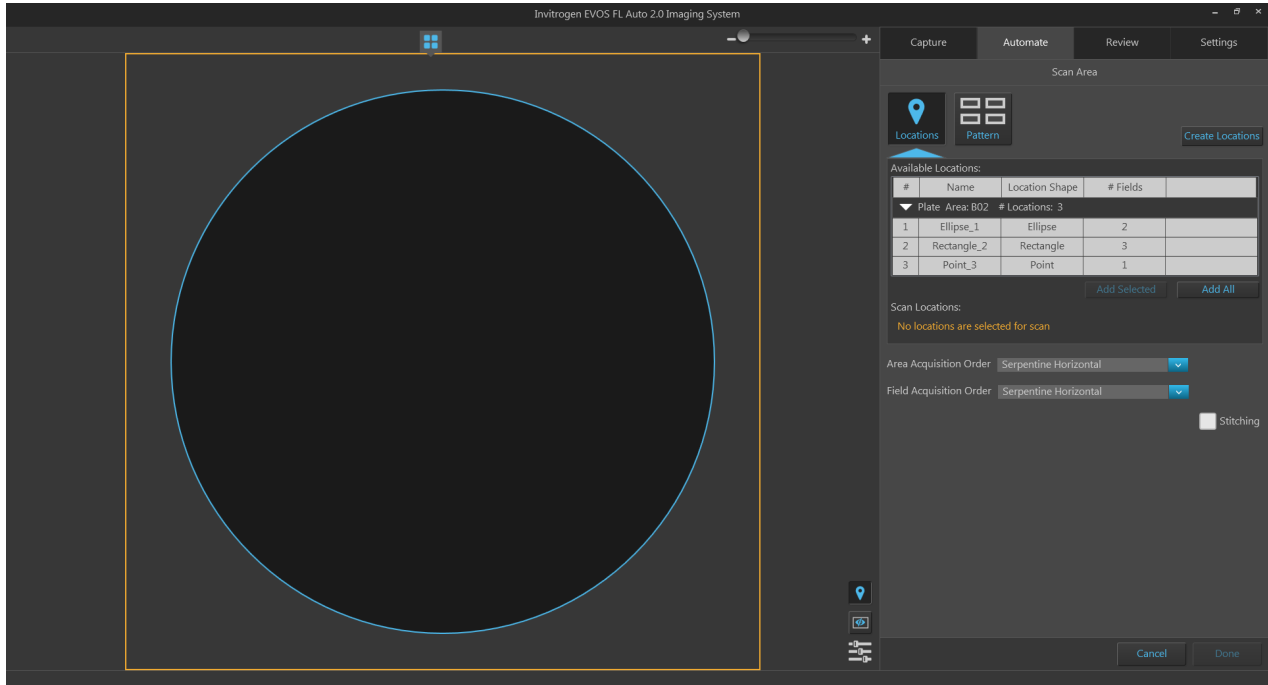 Invitrogen EVOS FL Auto 2.0 Imaging System
Capture Automate Review Settings
Scan Area
Locations Pattern Create Locations
Available Locations:
# Name Location Shape # Fields
Plate Area: B02 # Locations: 3
1 Ellipse_1 Ellipse 2
2 Rectangle_2 Rectangle 3
3 Point_3 Point 1
Add Selected Add All
Scan Locations:
No locations are selected for scan
Area Acquisition Order Serpentine Horizontal
Field Acquisition Order Serpentine Horizontal
Stitching
Cancel Done